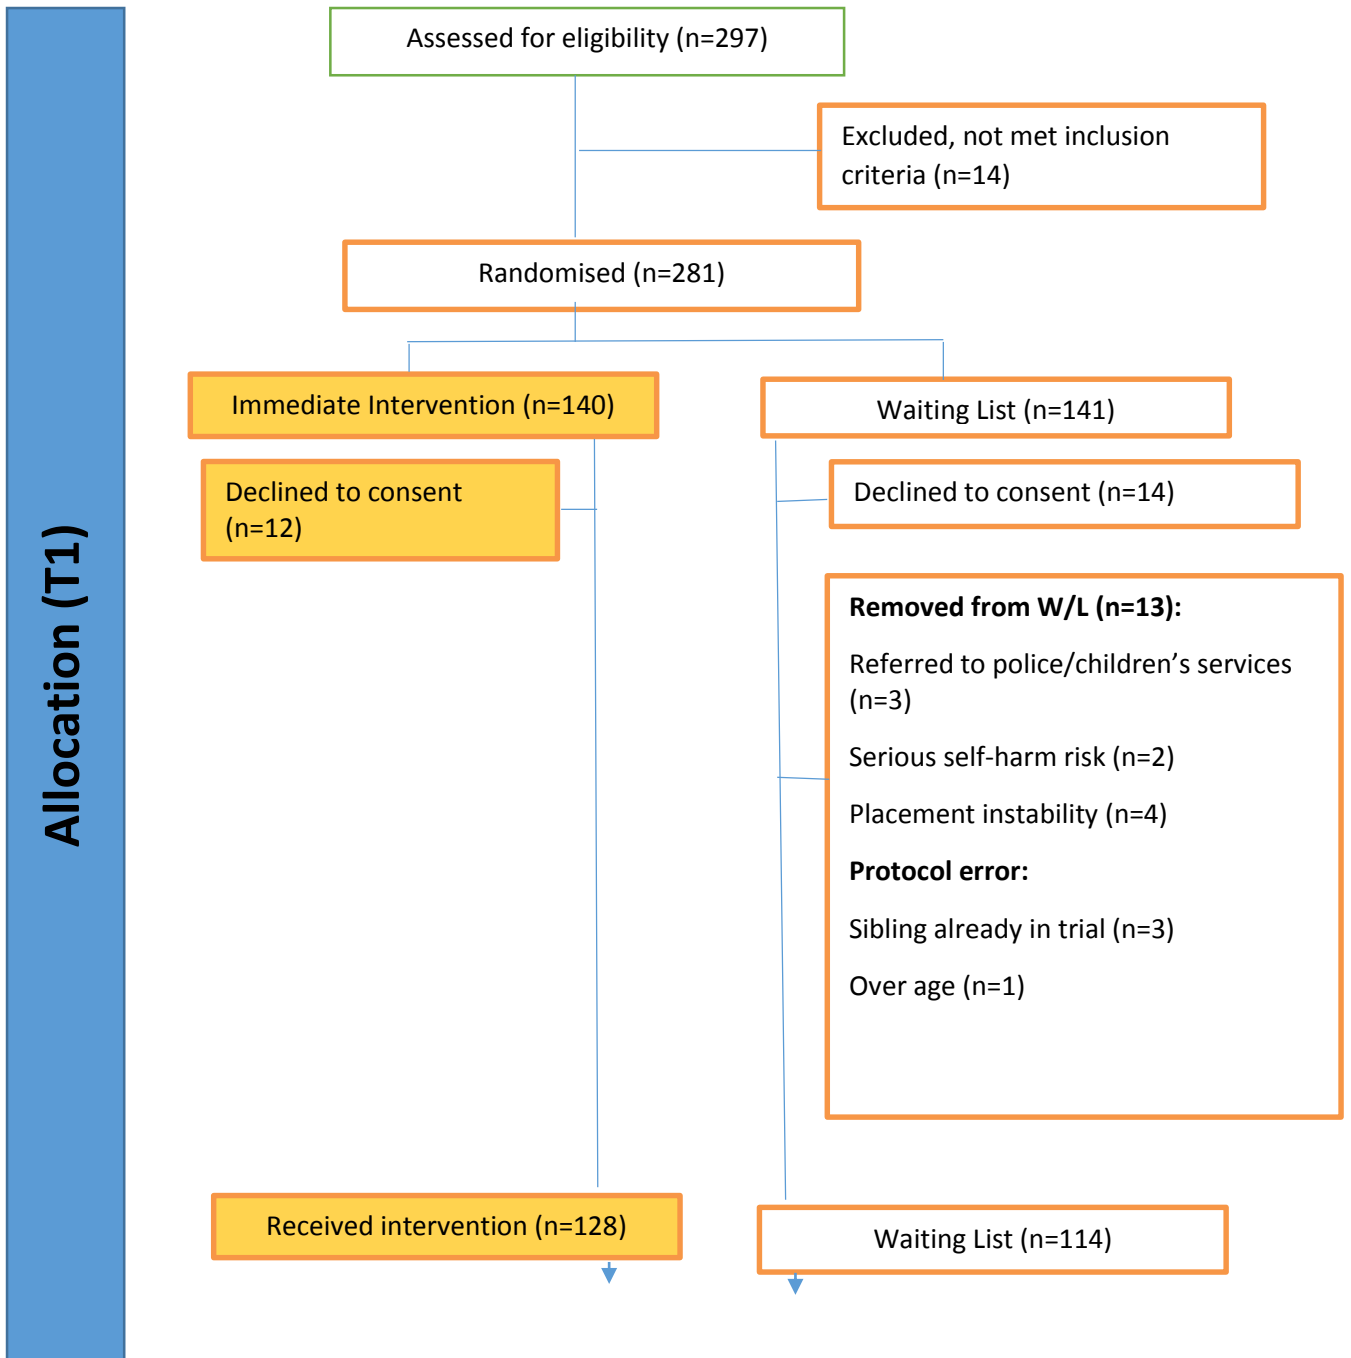 Assessed for eligibility (n=297)
Excluded, not met inclusion
criteria (n=14)
Randomised (n=281)
Immediate Intervention (n=140)
Waiting List (n=141)
Declined to consent
(n=12)
Declined to consent (n=14)
Removed from W/L (n=13):
Referred to police/children’s services
(n=3)
Serious self-harm risk (n=2)
Placement instability (n=4)
Protocol error:
Sibling already in trial (n=3)
Over age (n=1)
Received intervention (n=128)
Waiting List (n=114)
Allocation (T1)